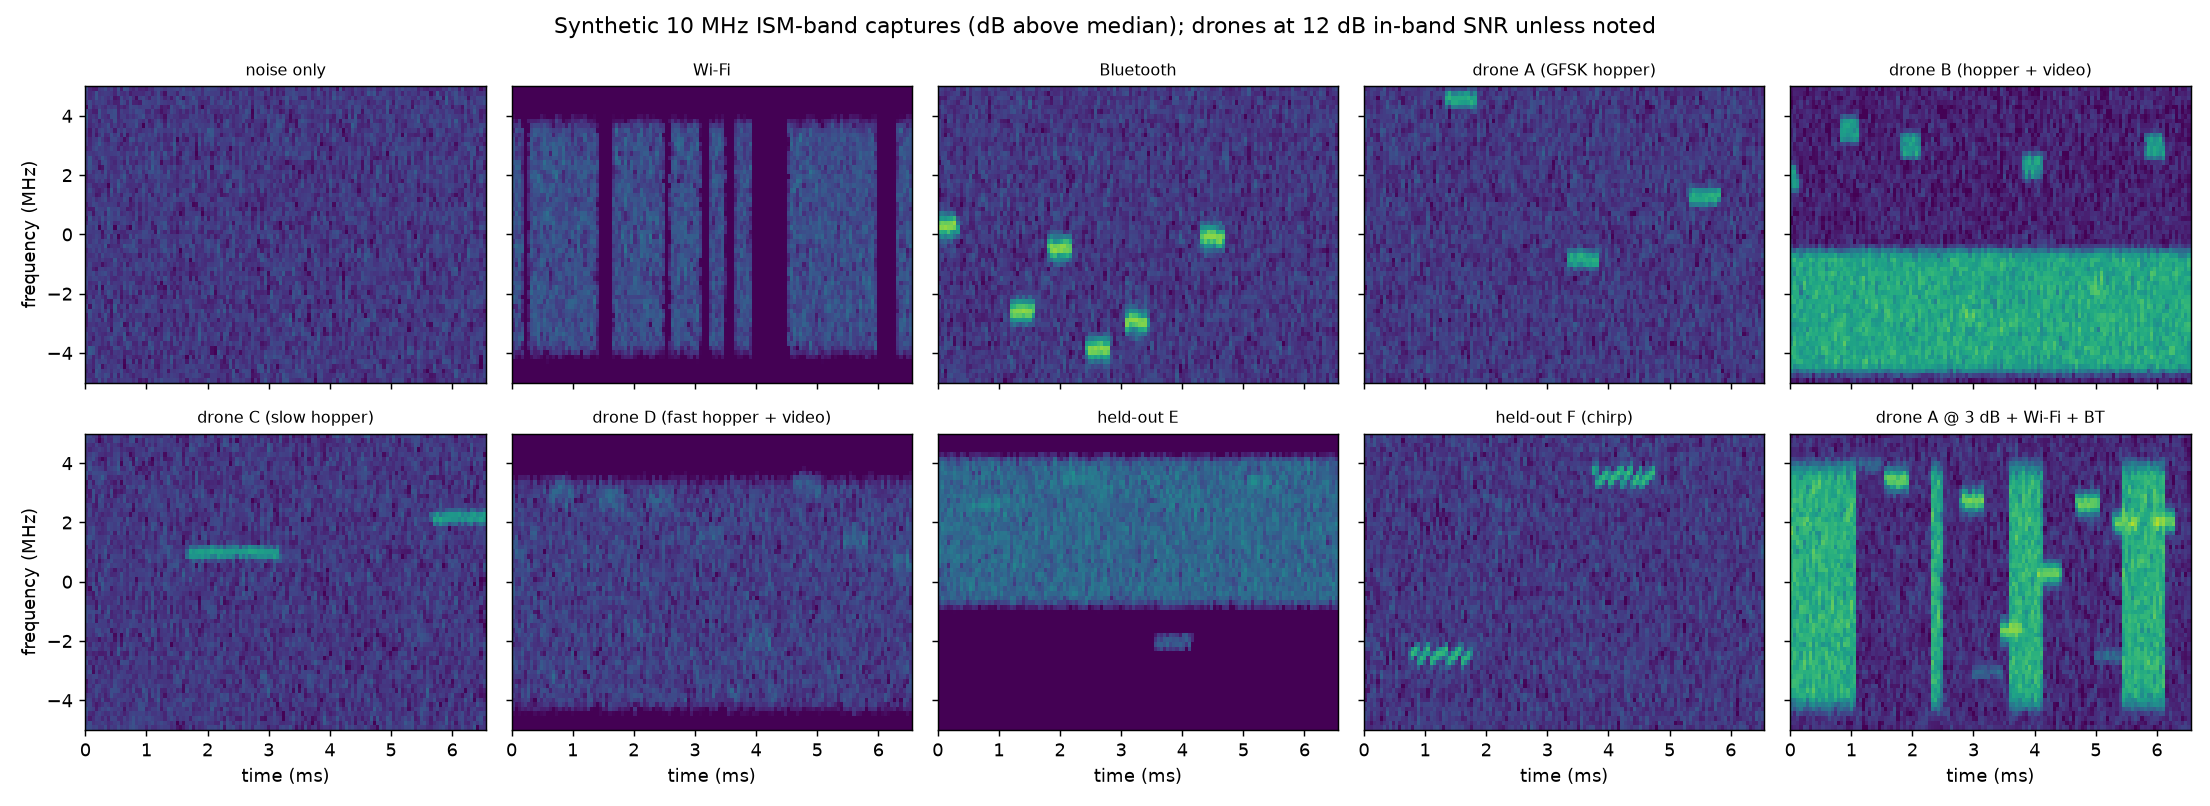 Synthetic 10 MHz ISM-band captures (dB above median); drones at 12 dB in-band SNR unless noted
noise only
Wi-Fi
Bluetooth
drone A (GFSK hopper)
drone B (hopper + video)
frequency (MHz)
4
2
0
−2
−4
drone C (slow hopper)
drone D (fast hopper + video)
held-out E
held-out F (chirp)
drone A @ 3 dB + Wi-Fi + BT
frequency (MHz)
4
2
0
−2
−4
0 1 2 3 4 5 6
0 1 2 3 4 5 6
0 1 2 3 4 5 6
0 1 2 3 4 5 6
0 1 2 3 4 5 6
time (ms)
time (ms)
time (ms)
time (ms)
time (ms)